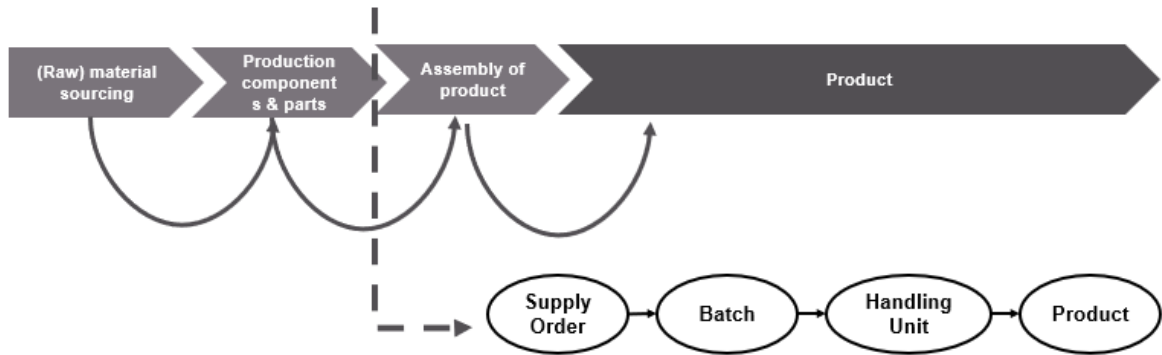 (Raw) material
sourcing
Production
component
s & parts
Assembly of
product
Product
Supply
Order
Batch
Handling
Unit
Product